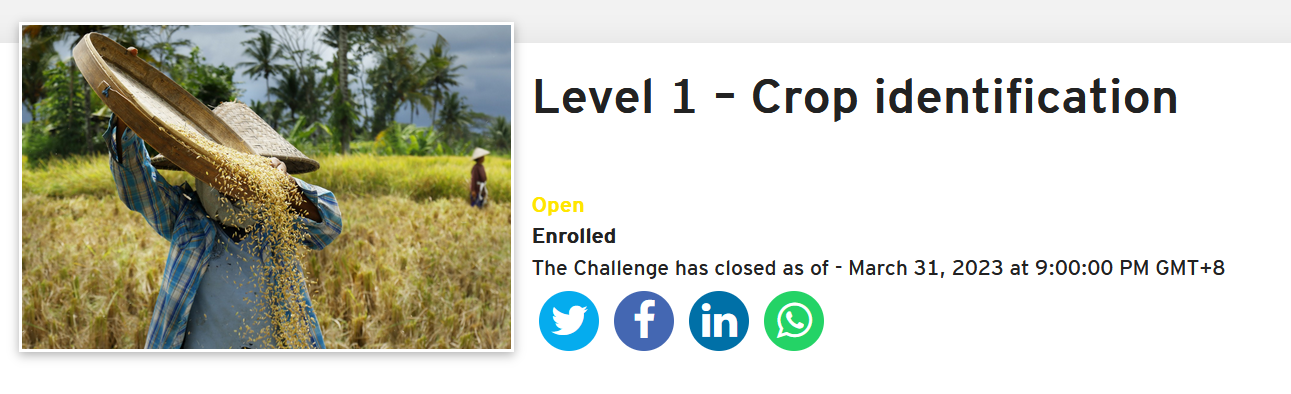 Level 1 – Crop identification
Open
Enrolled
The Challenge has closed as of - March 31, 2023 at 9:00:00 PM GMT+8